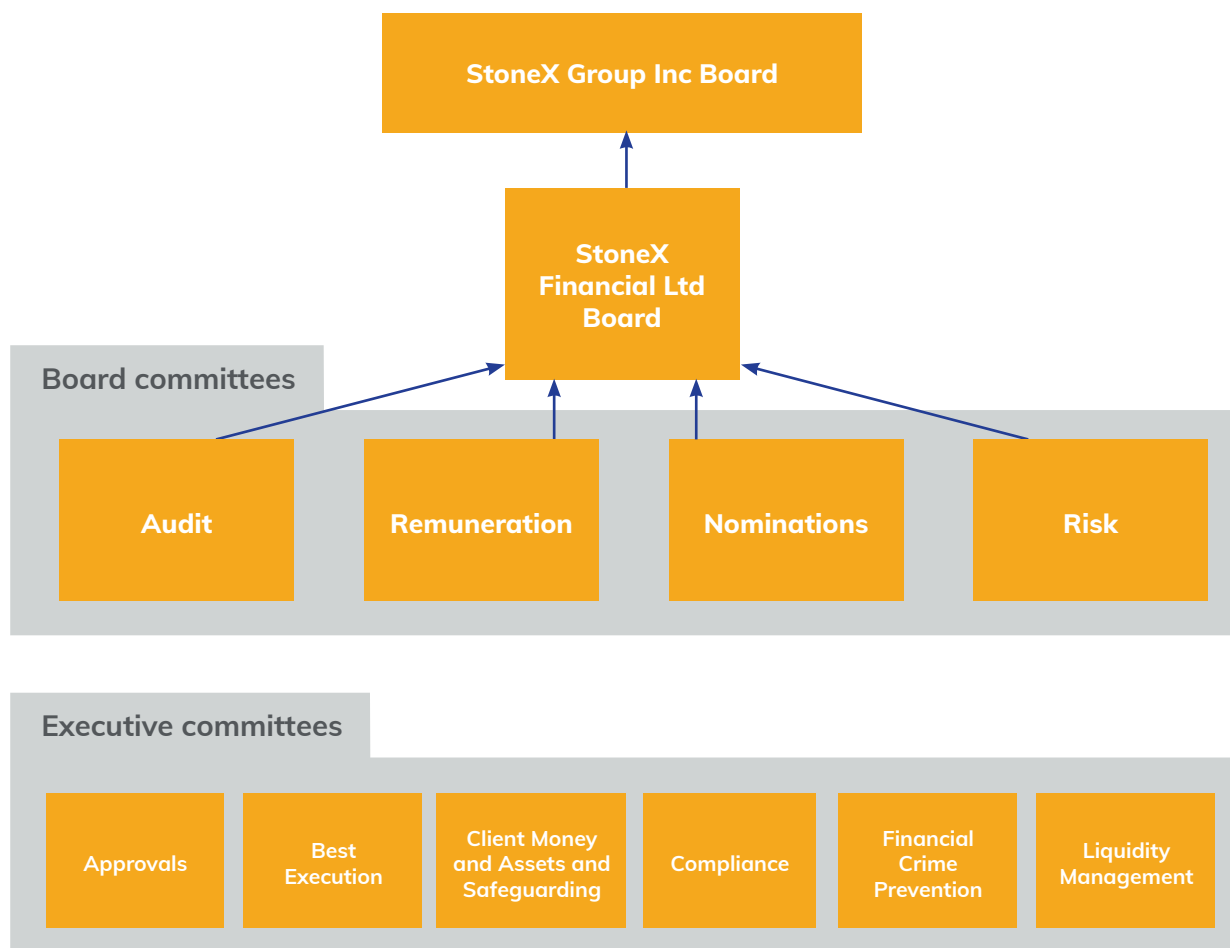 StoneX Group Inc Board
StoneX
Financial Ltd
Board
Board committees
Audit
Remuneration
Nominations
Risk
Executive committees
Approvals
Best
Execution
Client Money
and Assets and
Safeguarding
Compliance
Financial
Crime
Prevention
Liquidity
Management